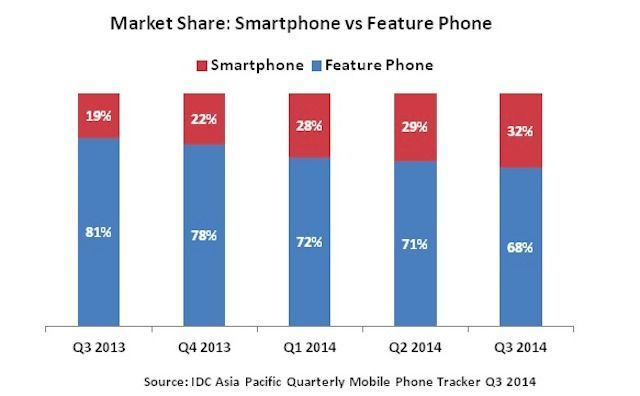 Market Share: Smartphone vs Feature Phone
Smartphone Feature Phone
19% 22% 28% 29% 32%
81% 78% 72% 71% 68%
Q3 2013 Q4 2013 Q1 2014 Q2 2014 Q3 2014
Source: IDC Asia Pacific Quarterly Mobile Phone Tracker Q3 2014